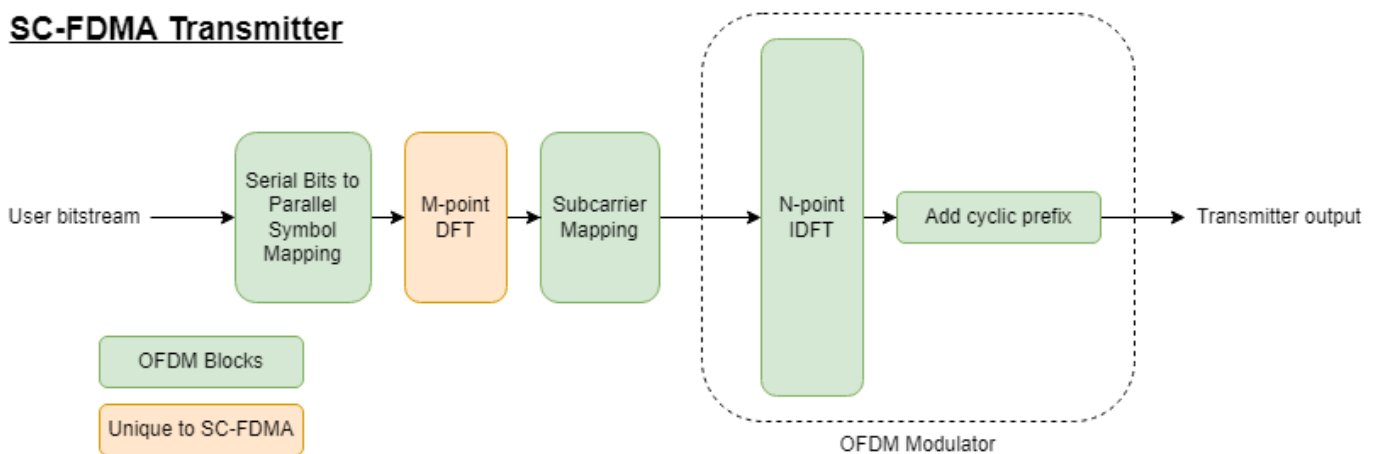 SC-FDMA Transmitter
User bitstream
Serial Bits to
Parallel
Symbol
Mapping
M-point
DFT
Subcarrier
Mapping
N-point
IDFT
Add cyclic prefix
Transmitter output
OFDM Blocks
Unique to SC-FDMA
OFDM Modulator